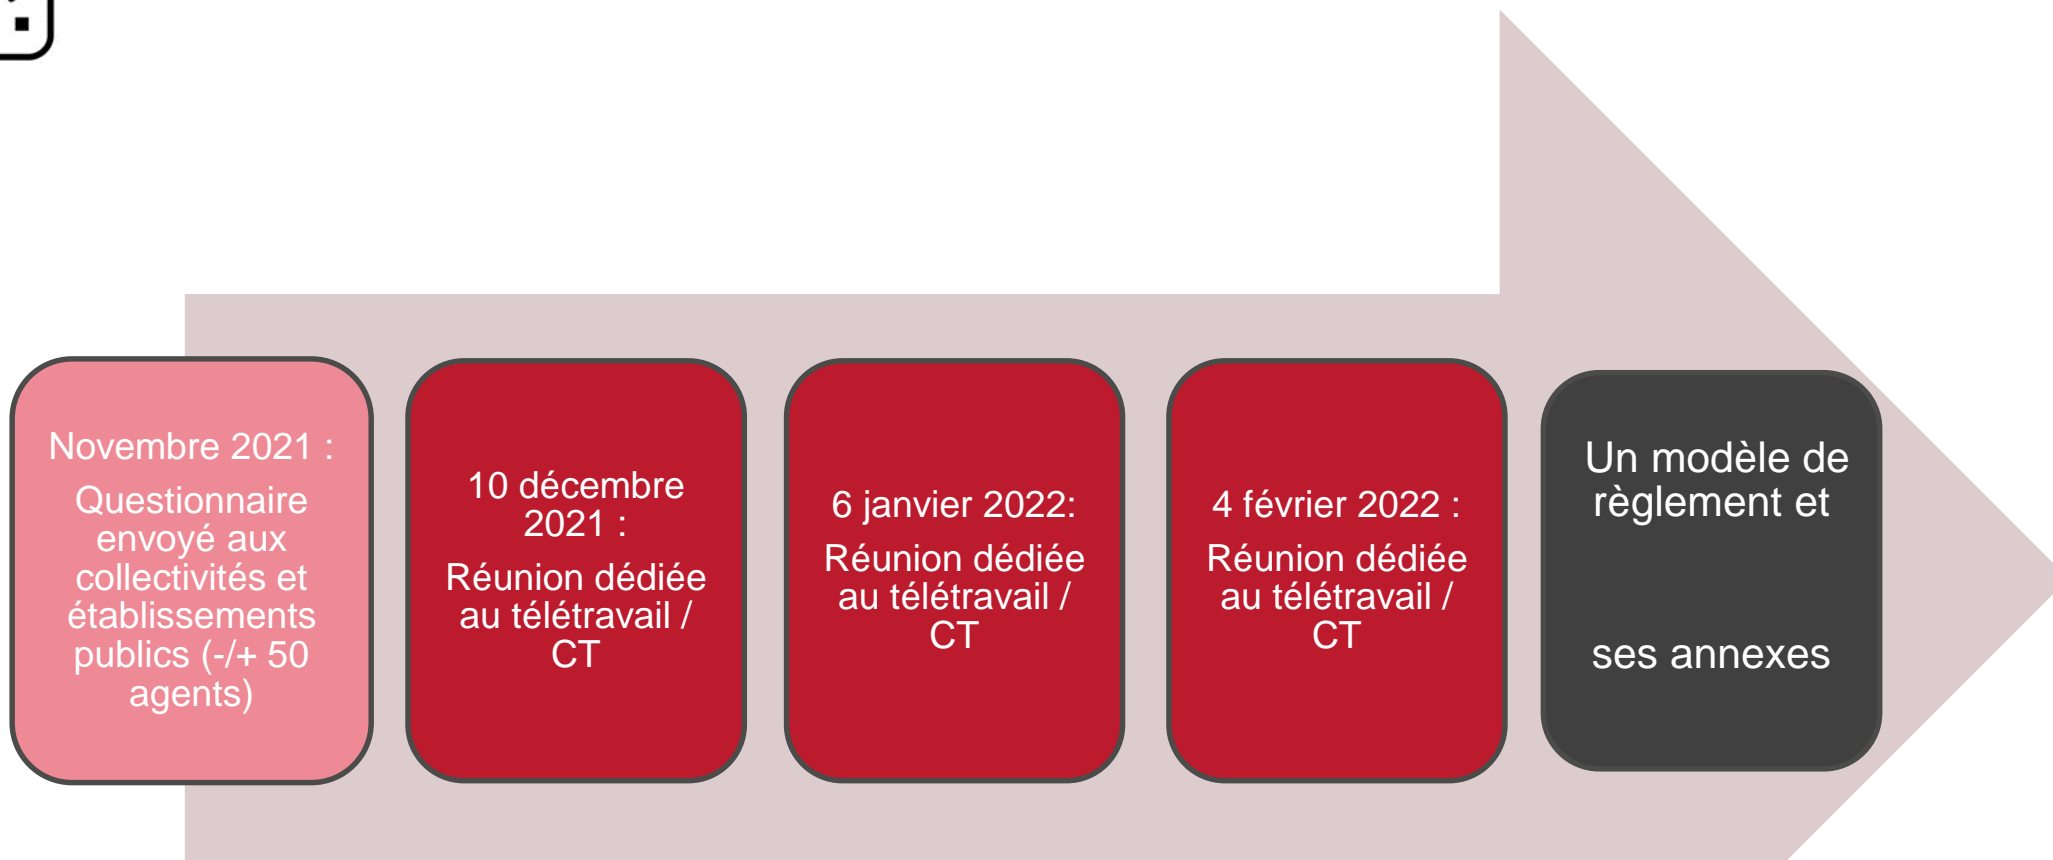 Novembre 2021 :
Questionnaire
envoyé aux
collectivités et
établissements
publics (-/+ 50
agents)
10 décembre
2021 :
Réunion dédiée
au télétravail /
CT
6 janvier 2022:
Réunion dédiée
au télétravail /
CT
4 février 2022 :
Réunion dédiée
au télétravail /
CT
Un modèle de
règlement et
ses annexes